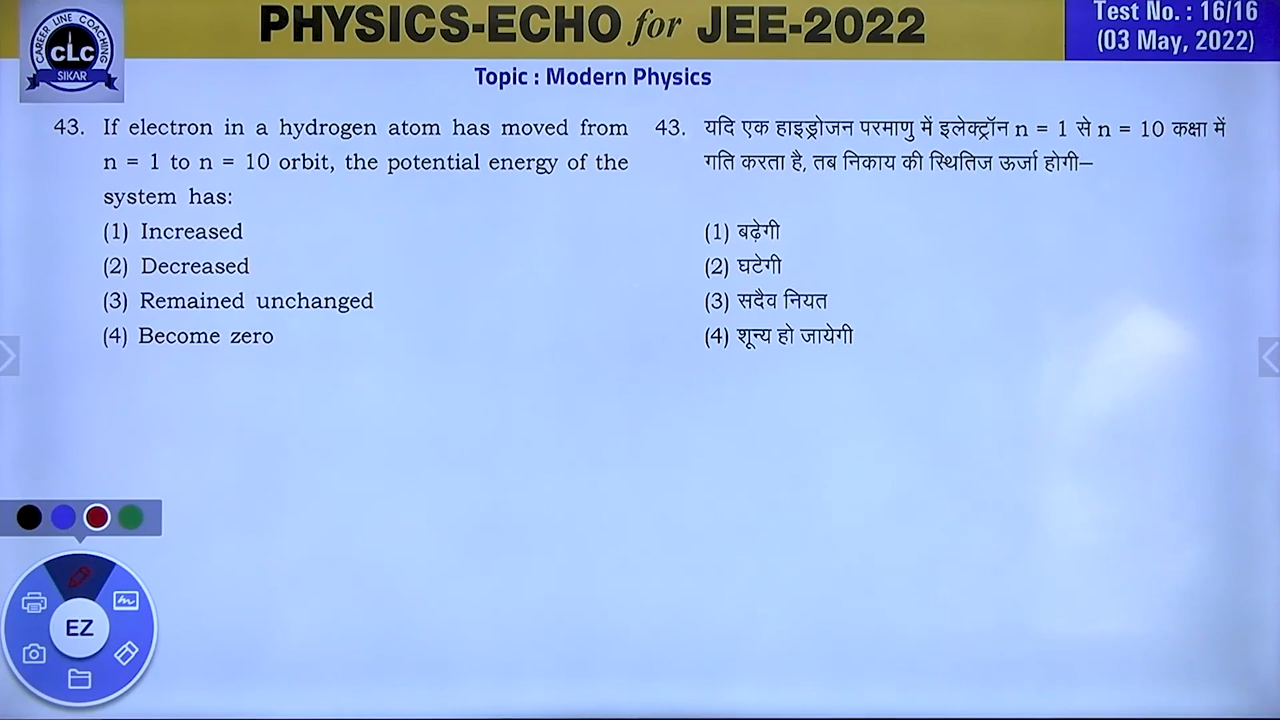 PHYSICS-ECHO for JEE-2022
Test No. : 16/16
(03 May, 2022)
CAREER LINE COACHING
CLC
SIKAR
Topic : Modern Physics
43. If electron in a hydrogen atom has moved from
n = 1 to n = 10 orbit, the potential energy of the
system has:
(1) Increased
(2) Decreased
(3) Remained unchanged
(4) Become zero
43. यदि एक हाइड्रोजन परमाणु में इलेक्ट्रॉन n = 1 से n = 10 कक्षा में
गति करता है, तब निकाय की स्थितिज ऊर्जा होगी–
(1) बढ़ेगी
(2) घटेगी
(3) सदैव नियत
(4) शून्य हो जायेगी
EZ